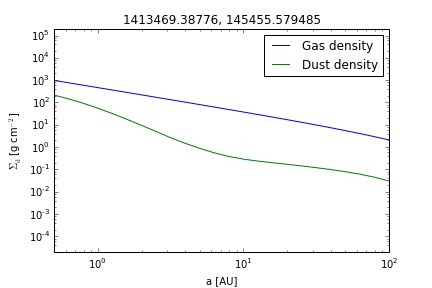 1413469.38776, 145455.579485
Gas density
Dust density
10^5
10^4
10^3
10^2
10^1
10^0
10^-1
10^-2
10^-3
10^-4
Σ_d [g cm^-2]
10^0 10^1 10^2
a [AU]